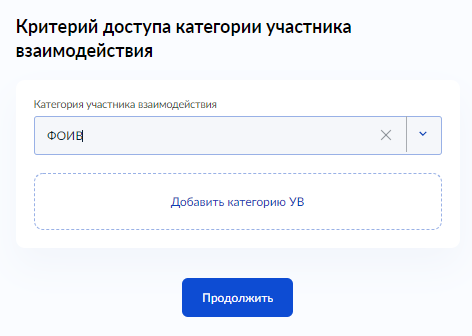 Критерий доступа категории участника
взаимодействия
Категория участника взаимодействия
ФОИВ
Добавить категорию УВ
Продолжить